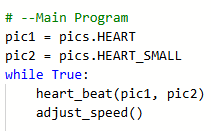 # --Main Program
pic1 = pics.HEART
pic2 = pics.HEART_SMALL
while True:
    heart_beat(pic1, pic2)
    adjust_speed()